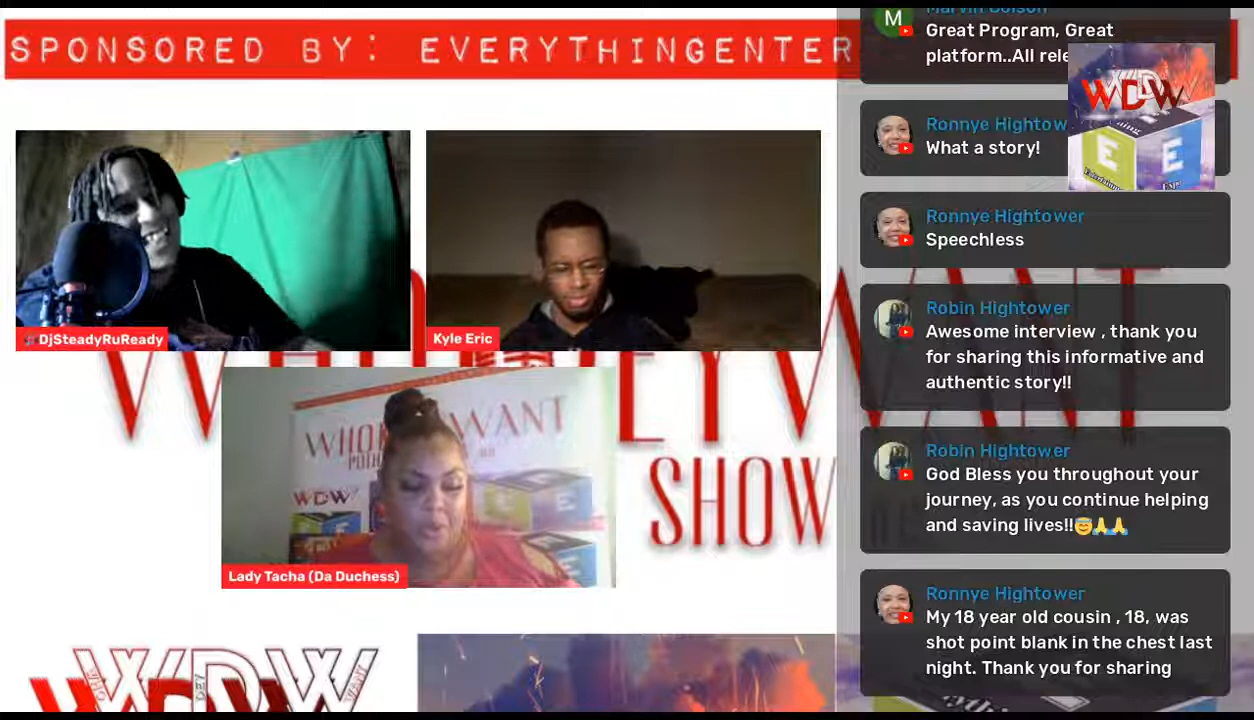 SPONSORED BY: EVERYTHINGENTER
Great Program, Great
platform..All rele
Ronnye Hightow
What a story!
WDW
E
E
Ronnye Hightower
Speechless
Robin Hightower
Awesome interview , thank you
for sharing this informative and
authentic story!!
DjSteadyRuReady
Kyle Eric
SHOW
WANT
WDW
Lady Tacha (Da Duchess)
Robin Hightower
God Bless you throughout your
journey, as you continue helping
and saving lives!!😇🙏🙏
Ronnye Hightower
My 18 year old cousin , 18, was
shot point blank in the chest last
night. Thank you for sharing
WDW